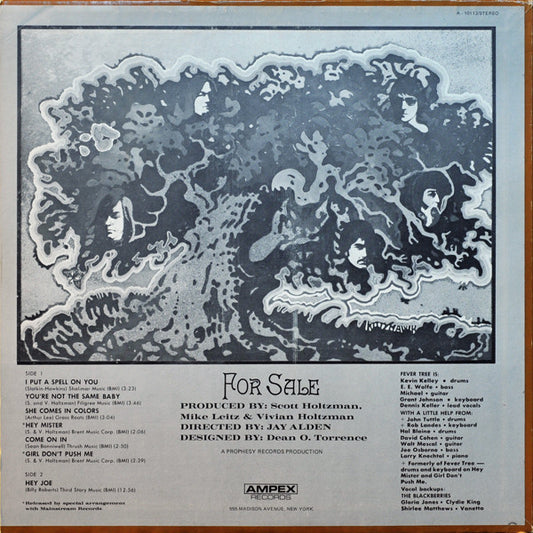 A - 10113/STEREO
KIDHAWK
SIDE 1
I PUT A SPELL ON YOU
(Slotkin-Hawkins) Shalimar Music (BMI) (3:23)
YOU'RE NOT THE SAME BABY
(S. and V. Holtzman) Filigree Music (BMI) (3:46)
SHE COMES IN COLORS
(Arthur Lee) Grass Roots (BMI) (2:04)
*HEY MISTER
(S. & V. Holtzman) Brent Music Corp. (BMI) (2:06)
COME ON IN
(Sean Bonniwell) Thrush Music (BMI) (2:50)
*GIRL DON'T PUSH ME
(S. & V. Holtzman) Brent Music Corp. (BMI) (2:29)
SIDE 2
HEY JOE
(Billy Roberts) Third Story Music (BMI) (12:56)
*Released by special arrangement
with Mainstream Records
FOR SALE
PRODUCED BY: Scott Holtzman,
Mike Leitz & Vivian Holtzman
DIRECTED BY: JAY ALDEN
DESIGNED BY: Dean O. Torrence
A PROPHESY RECORDS PRODUCTION
AMPEX
RECORDS
555 MADISON AVENUE, NEW YORK
FEVER TREE IS:
Kevin Kelley • drums
E. E. Wolfe • bass
Michael • guitar
Grant Johnson • keyboard
Dennis Keller • lead vocals
WITH A LITTLE HELP FROM:
+ John Tuttle • drums
+ Rob Landes • keyboard
Hal Blaine • drums
David Cohen • guitar
Walt Mescal • guitar
Joe Osborne • bass
Larry Knechtal • piano
+ Formerly of Fever Tree —
drums and keyboard on Hey
Mister and Girl Don't
Push Me.
Vocal backups:
THE BLACKBERRIES
Gloria Jones • Clydie King
Shirlee Matthews • Vanetta